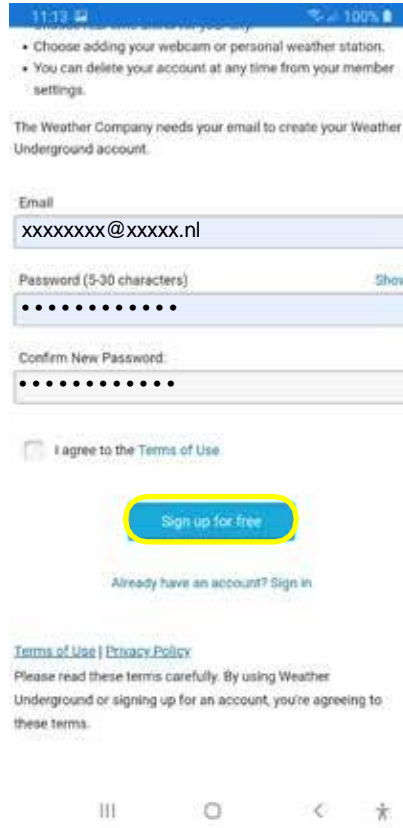 11:13
100%
• Choose adding your webcam or personal weather station.
• You can delete your account at any time from your member
settings.
The Weather Company needs your email to create your Weather
Underground account.
Email
xxxxxxxx@xxxxx.nl
Password (5-30 characters) Show
••••••••••••
Confirm New Password:
••••••••••••
I agree to the Terms of Use
Sign up for free
Already have an account? Sign in
Terms of Use | Privacy Policy
Please read these terms carefully. By using Weather
Underground or signing up for an account, you're agreeing to
these terms.